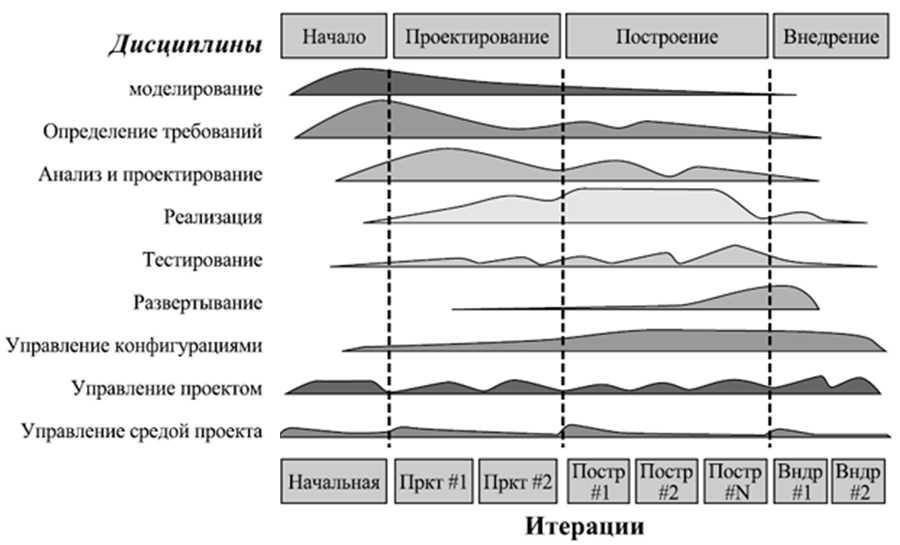 Дисциплины
Начало Проектирование Построение Внедрение
моделирование
Определение требований
Анализ и проектирование
Реализация
Тестирование
Развертывание
Управление конфигурациями
Управление проектом
Управление средой проекта
Начальная Пркт #1 Пркт #2 Постр #1 Постр #2 Постр #N Вндр #1 Вндр #2
Итерации